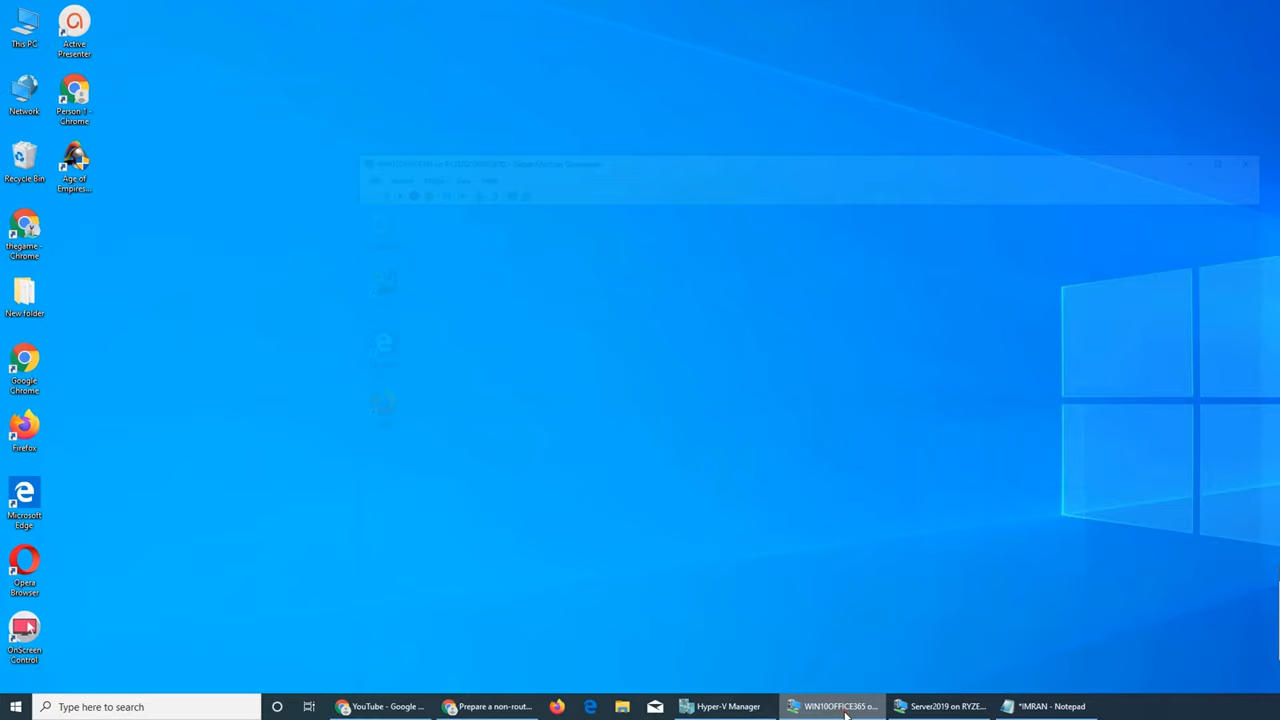 This PC
Active
Presenter
Network
Person 1 -
Chrome
Recycle Bin
Age of
Empires...
thegame -
Chrome
New folder
Google
Chrome
Firefox
Microsoft
Edge
Opera
Browser
OnScreen
Control
Type here to search
YouTube - Google ...
Prepare a non-rout...
Hyper-V Manager
WIN10OFFICE365 o...
Server2019 on RYZE...
*IMRAN - Notepad